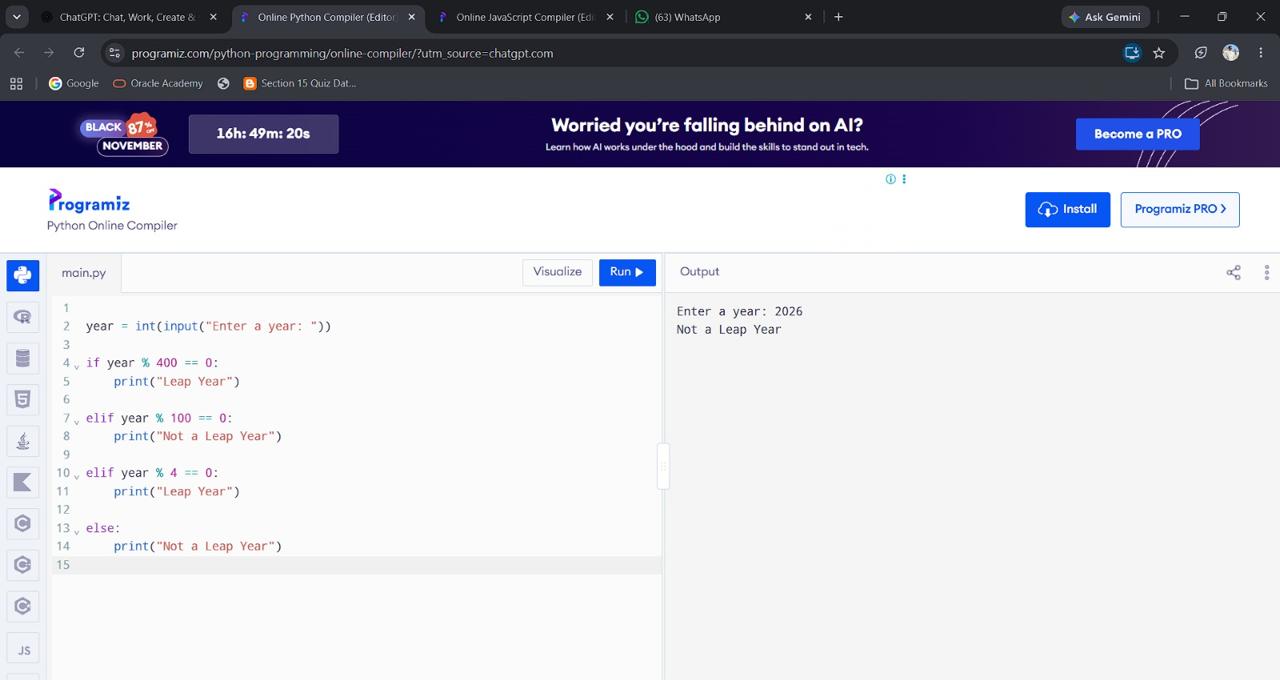 ChatGPT: Chat, Work, Create &
Online Python Compiler (Editor
Online JavaScript Compiler (Edi
(63) WhatsApp
Ask Gemini
programiz.com/python-programming/online-compiler/?utm_source=chatgpt.com
Google
Oracle Academy
Section 15 Quiz Dat...
All Bookmarks
BLACK 87% OFF
NOVEMBER
16h: 49m: 20s
Worried you're falling behind on AI?
Learn how AI works under the hood and build the skills to stand out in tech.
Become a PRO
Programiz
Python Online Compiler
Install
Programiz PRO
main.py
Visualize
Run
Output
1
2 year = int(input("Enter a year: "))
3
4 if year % 400 == 0:
5 print("Leap Year")
6
7 elif year % 100 == 0:
8 print("Not a Leap Year")
9
10 elif year % 4 == 0:
11 print("Leap Year")
12
13 else:
14 print("Not a Leap Year")
15
Enter a year: 2026
Not a Leap Year
JS